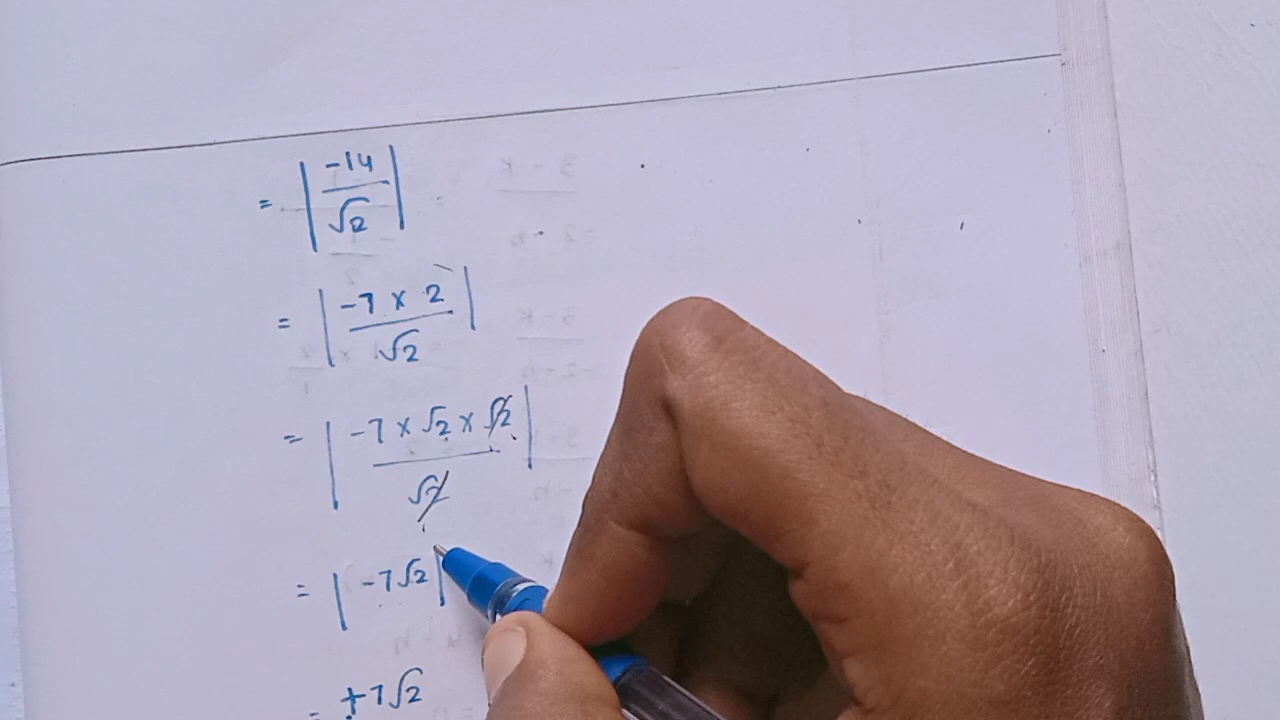 = | -14 / √2 |
= | -7 × 2 / √2 |
= | -7 × √2 × √2 / √2 |
= | -7√2 |
= +7√2